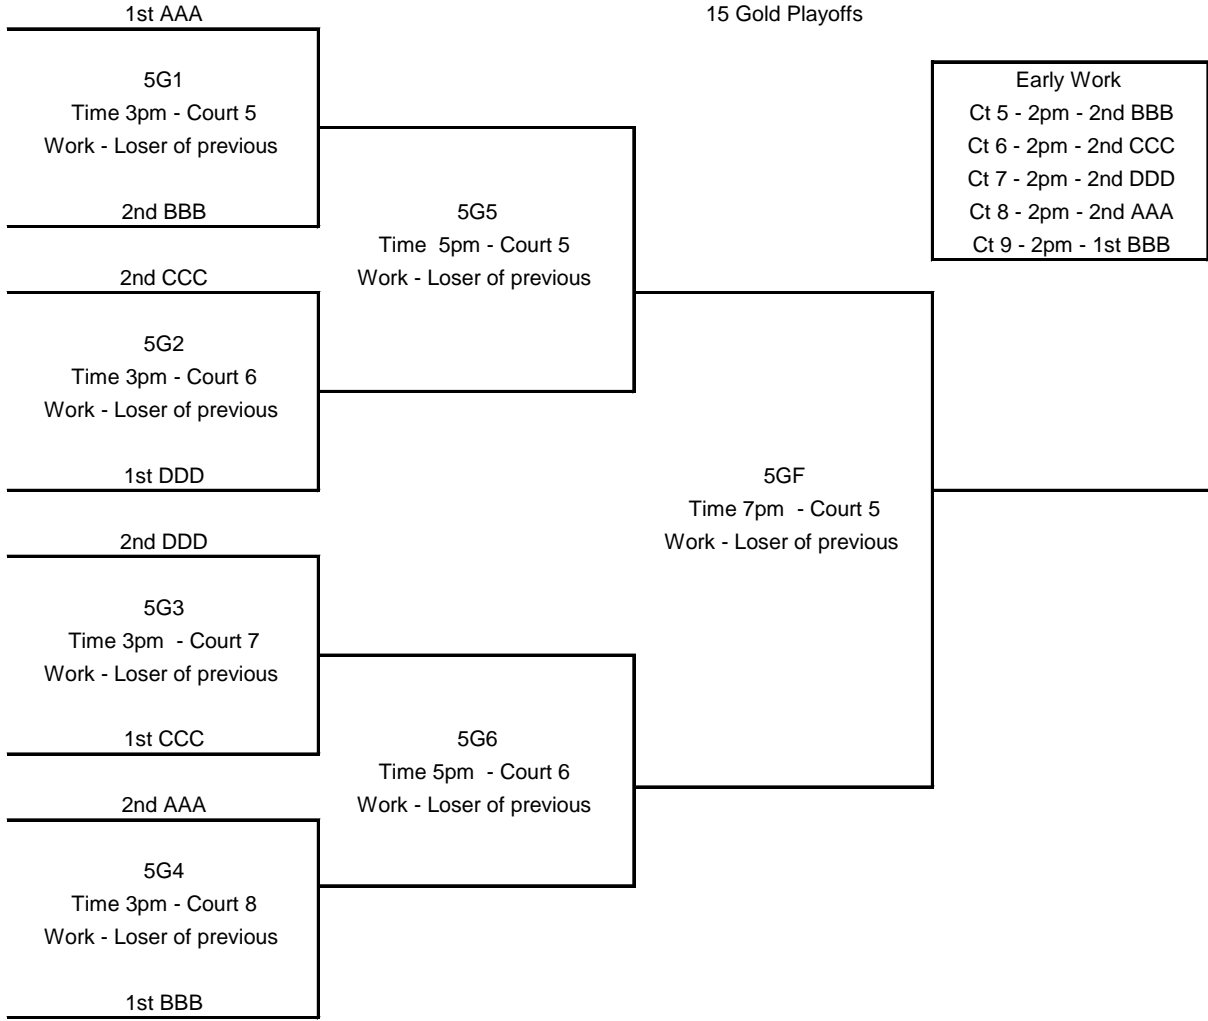 1st AAA
15 Gold Playoffs
5G1
Time 3pm - Court 5
Work - Loser of previous
2nd BBB
Early Work
Ct 5 - 2pm - 2nd BBB
Ct 6 - 2pm - 2nd CCC
Ct 7 - 2pm - 2nd DDD
Ct 8 - 2pm - 2nd AAA
Ct 9 - 2pm - 1st BBB
5G5
Time 5pm - Court 5
Work - Loser of previous
2nd CCC
5G2
Time 3pm - Court 6
Work - Loser of previous
1st DDD
5GF
Time 7pm - Court 5
Work - Loser of previous
2nd DDD
5G3
Time 3pm - Court 7
Work - Loser of previous
1st CCC
5G6
Time 5pm - Court 6
Work - Loser of previous
2nd AAA
5G4
Time 3pm - Court 8
Work - Loser of previous
1st BBB